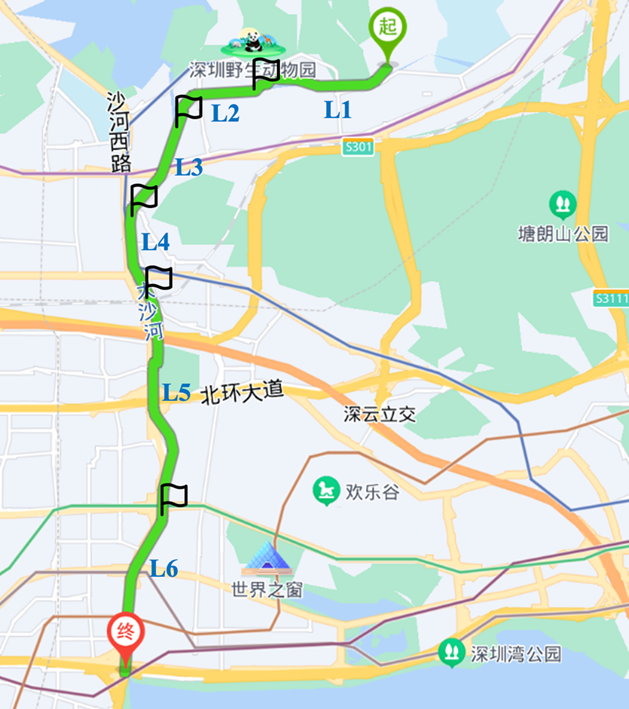 起
深圳野生动物园
L1
沙河西路
L2
S301
L3
塘朗山公园
L4
大沙河
S3111
L5
北环大道
深云立交
欢乐谷
L6
世界之窗
终
深圳湾公园